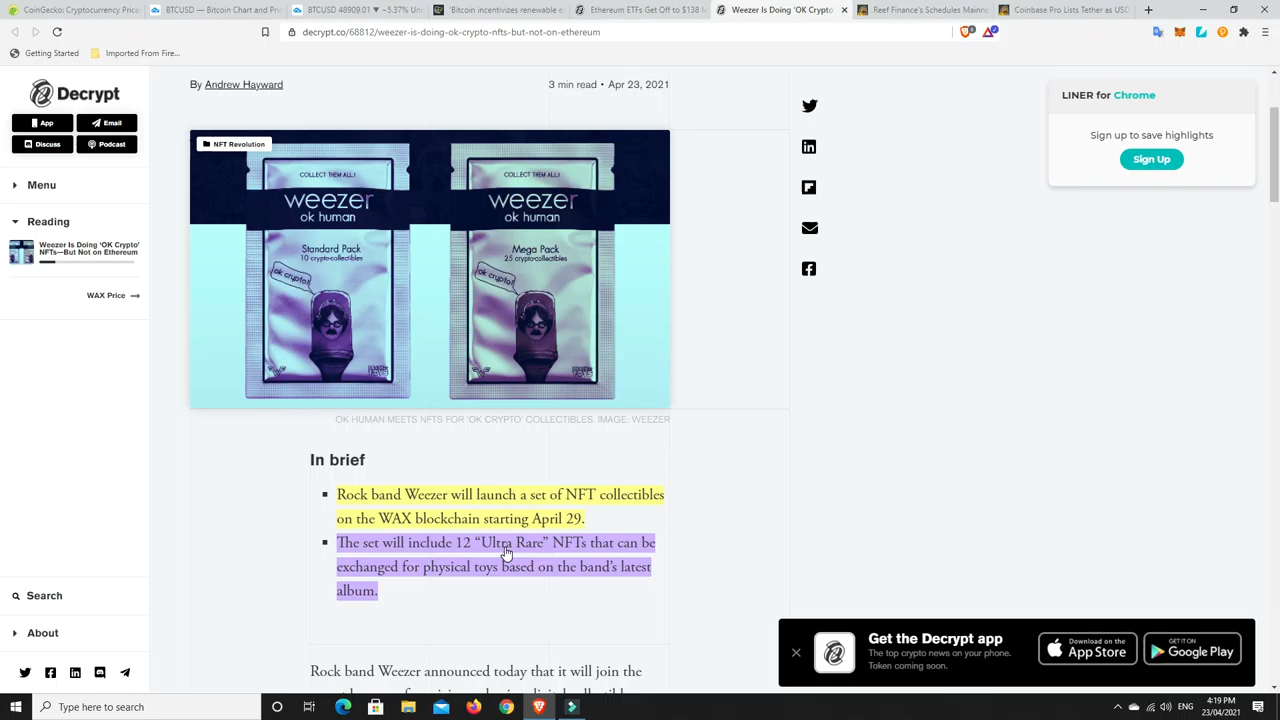 CoinGecko: Cryptocurrency Price
BTCUSD — Bitcoin Chart and Pri
BTCUSD 48909.01 ▼ −5.37% Un
'Bitcoin incentivizes renewable e
Ethereum ETFs Get Off to $138 M
Weezer Is Doing 'OK Crypto'
Reef Finance's Schedules Mainne
Coinbase Pro Lists Tether as USD
decrypt.co/68812/weezer-is-doing-ok-crypto-nfts-but-not-on-ethereum
Getting Started
Imported From Fire...
Decrypt
App
Email
Discuss
Podcast
Menu
Reading
Weezer Is Doing 'OK Crypto'
NFTs—But Not on Ethereum
WAX Price →
Search
About
By Andrew Hayward
3 min read • Apr 23, 2021
NFT Revolution
COLLECT THEM ALL!
weezer
ok human
Standard Pack
10 crypto-collectibles
ok crypto!
COLLECT THEM ALL!
weezer
ok human
Mega Pack
25 crypto-collectibles
ok crypto!
OK HUMAN MEETS NFTS FOR 'OK CRYPTO' COLLECTIBLES. IMAGE: WEEZER
In brief
Rock band Weezer will launch a set of NFT collectibles
on the WAX blockchain starting April 29.
The set will include 12 “Ultra Rare” NFTs that can be
exchanged for physical toys based on the band's latest
album.
Rock band Weezer announced today that it will join the
LINER for Chrome
Sign up to save highlights
Sign Up
Get the Decrypt app
The top crypto news on your phone.
Token coming soon.
Download on the
App Store
GET IT ON
Google Play
Type here to search
ENG
4:19 PM
23/04/2021